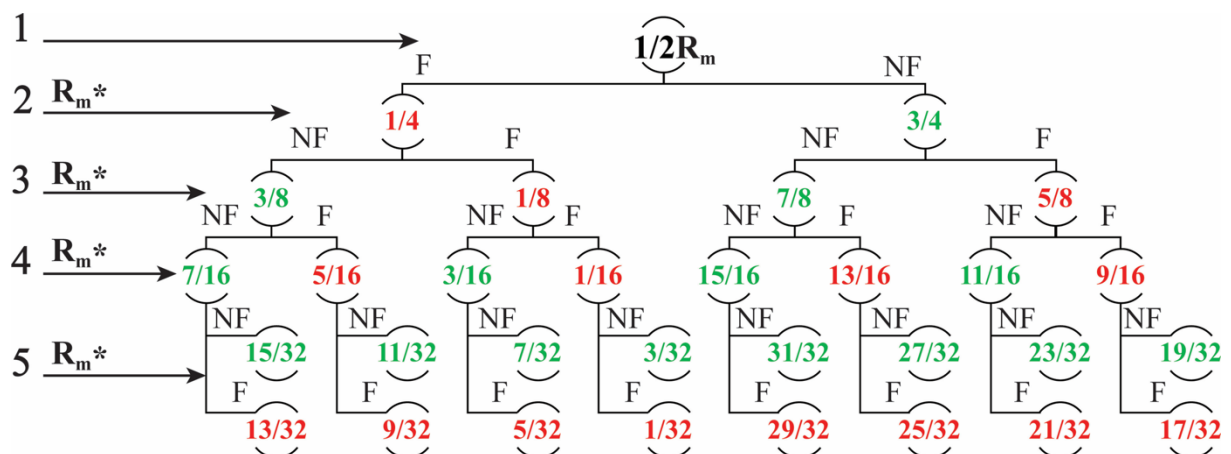 1 1/2Rm
F NF
2 Rm* 1/4 3/4
NF F NF F
3 Rm* 3/8 1/8 7/8 5/8
NF F NF F NF F NF F
4 Rm* 7/16 5/16 3/16 1/16 15/16 13/16 11/16 9/16
NF NF NF NF NF NF NF NF
15/32 11/32 7/32 3/32 31/32 27/32 23/32 19/32
5 Rm*
F F F F F F F F
13/32 9/32 5/32 1/32 29/32 25/32 21/32 17/32